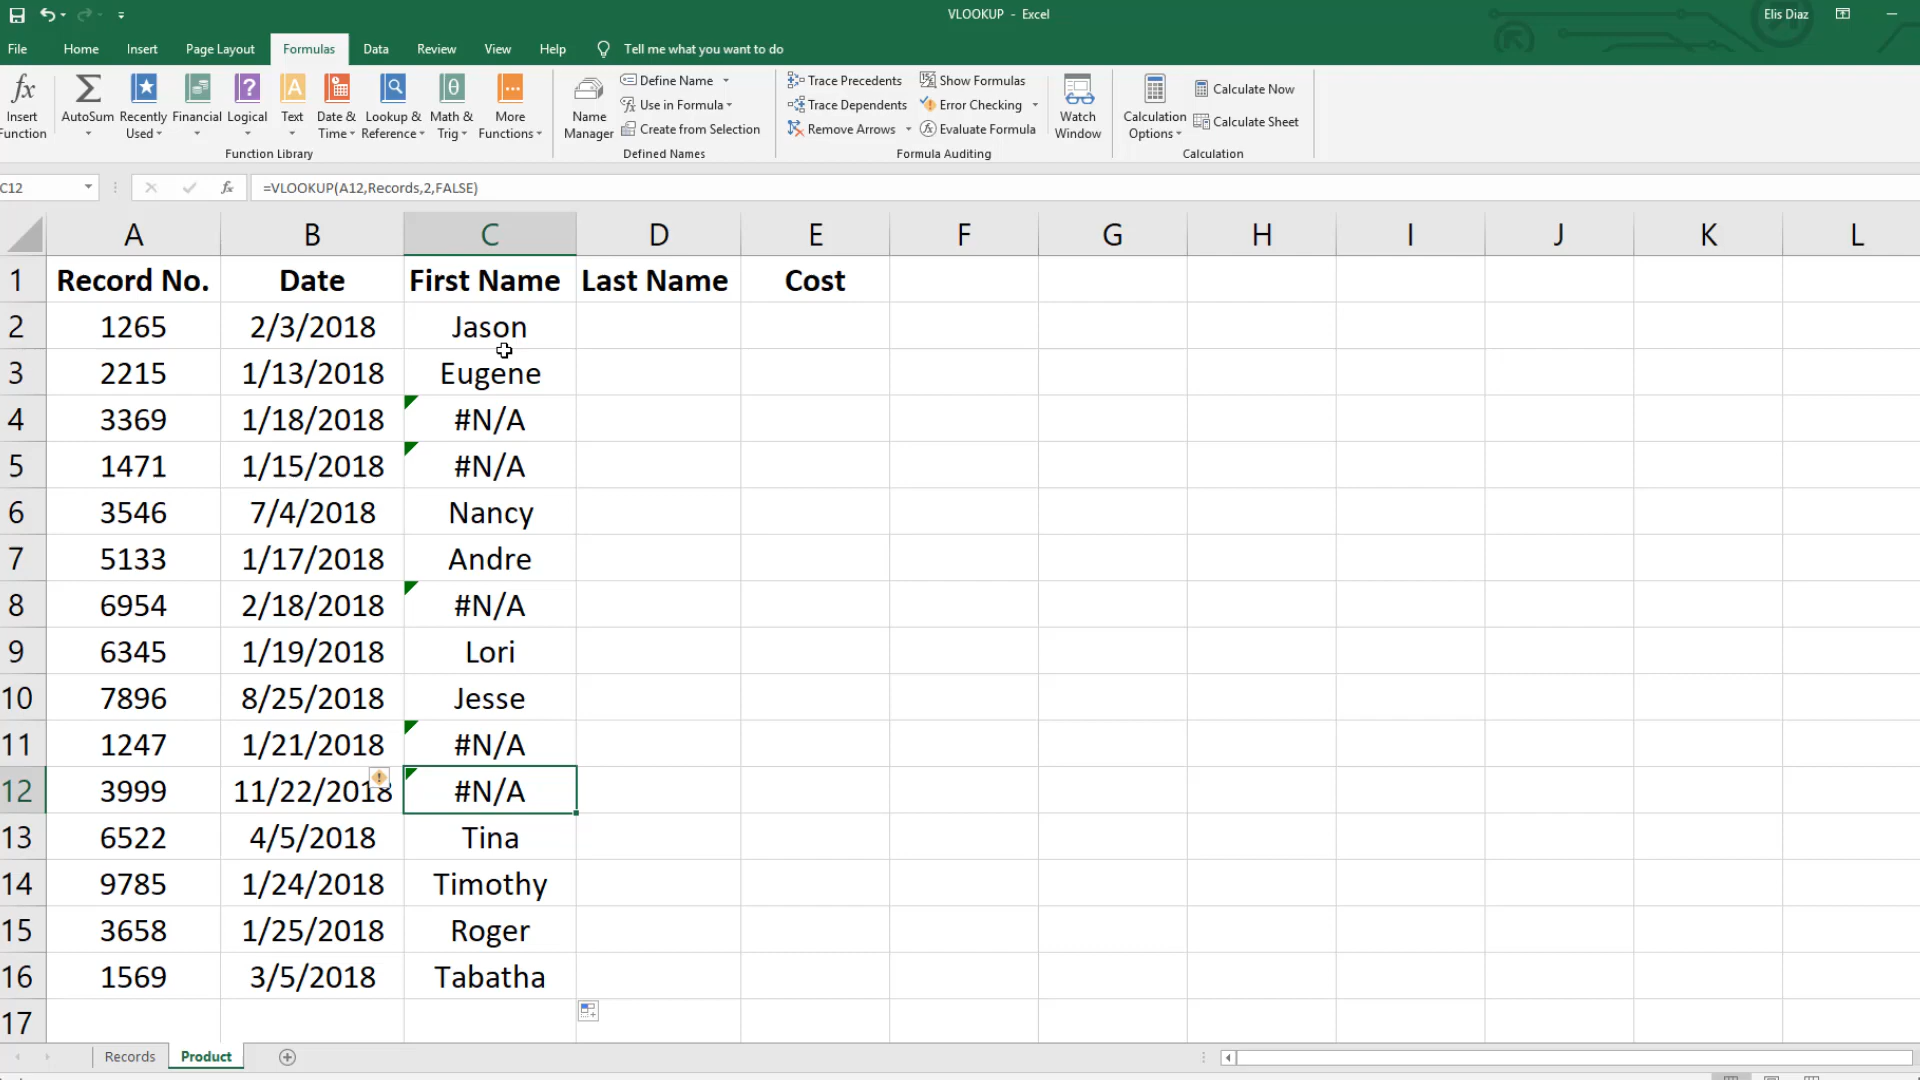 VLOOKUP - Excel
Elis Diaz
File Home Insert Page Layout Formulas Data Review View Help Tell me what you want to do
fx Insert Function
Σ AutoSum
Recently Used
Financial
? Logical
A Text
Date & Time
Lookup & Reference
θ Math & Trig
More Functions
Function Library
Name Manager
Define Name
Use in Formula
Create from Selection
Defined Names
Trace Precedents
Trace Dependents
Remove Arrows
Show Formulas
Error Checking
Evaluate Formula
Formula Auditing
Watch Window
Calculation Options
Calculate Now
Calculate Sheet
Calculation
C12 fx =VLOOKUP(A12,Records,2,FALSE)
A B C D E F G H I J K L
1 Record No. Date First Name Last Name Cost
2 1265 2/3/2018 Jason
3 2215 1/13/2018 Eugene
4 3369 1/18/2018 #N/A
5 1471 1/15/2018 #N/A
6 3546 7/4/2018 Nancy
7 5133 1/17/2018 Andre
8 6954 2/18/2018 #N/A
9 6345 1/19/2018 Lori
10 7896 8/25/2018 Jesse
11 1247 1/21/2018 #N/A
12 3999 11/22/2018 #N/A
13 6522 4/5/2018 Tina
14 9785 1/24/2018 Timothy
15 3658 1/25/2018 Roger
16 1569 3/5/2018 Tabatha
17
Records Product